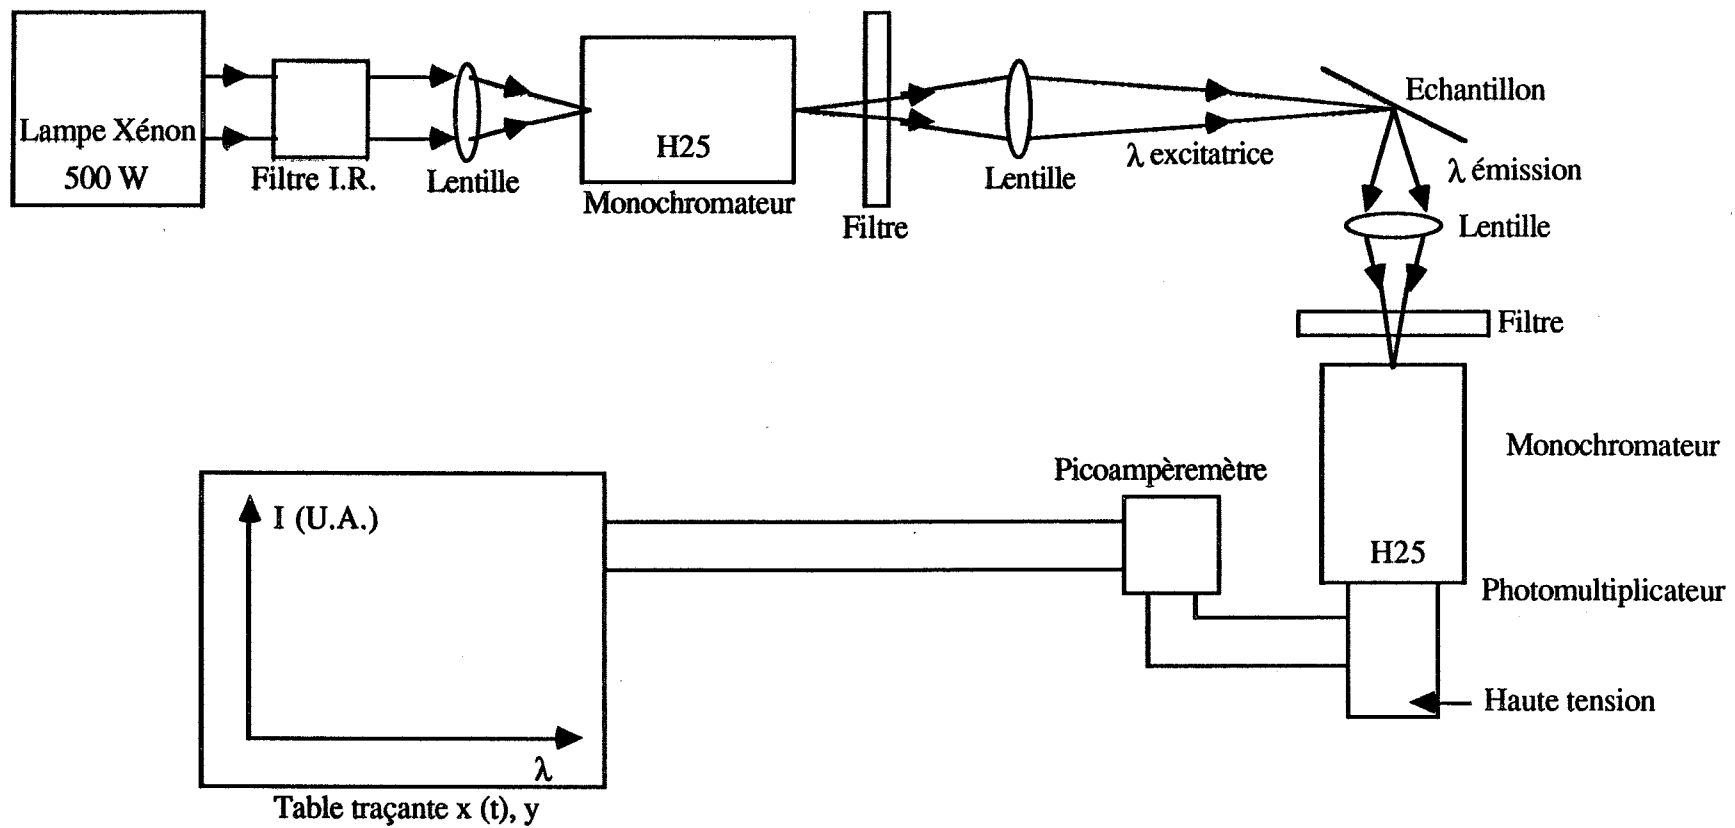 Lampe Xénon
500 W
Filtre I.R.
Lentille
H25
Monochromateur
Filtre
Lentille
λ excitatrice
Echantillon
λ émission
Lentille
Filtre
Monochromateur
H25
Photomultiplicateur
Haute tension
Picoampèremètre
I (U.A.)
λ
Table traçante x (t), y